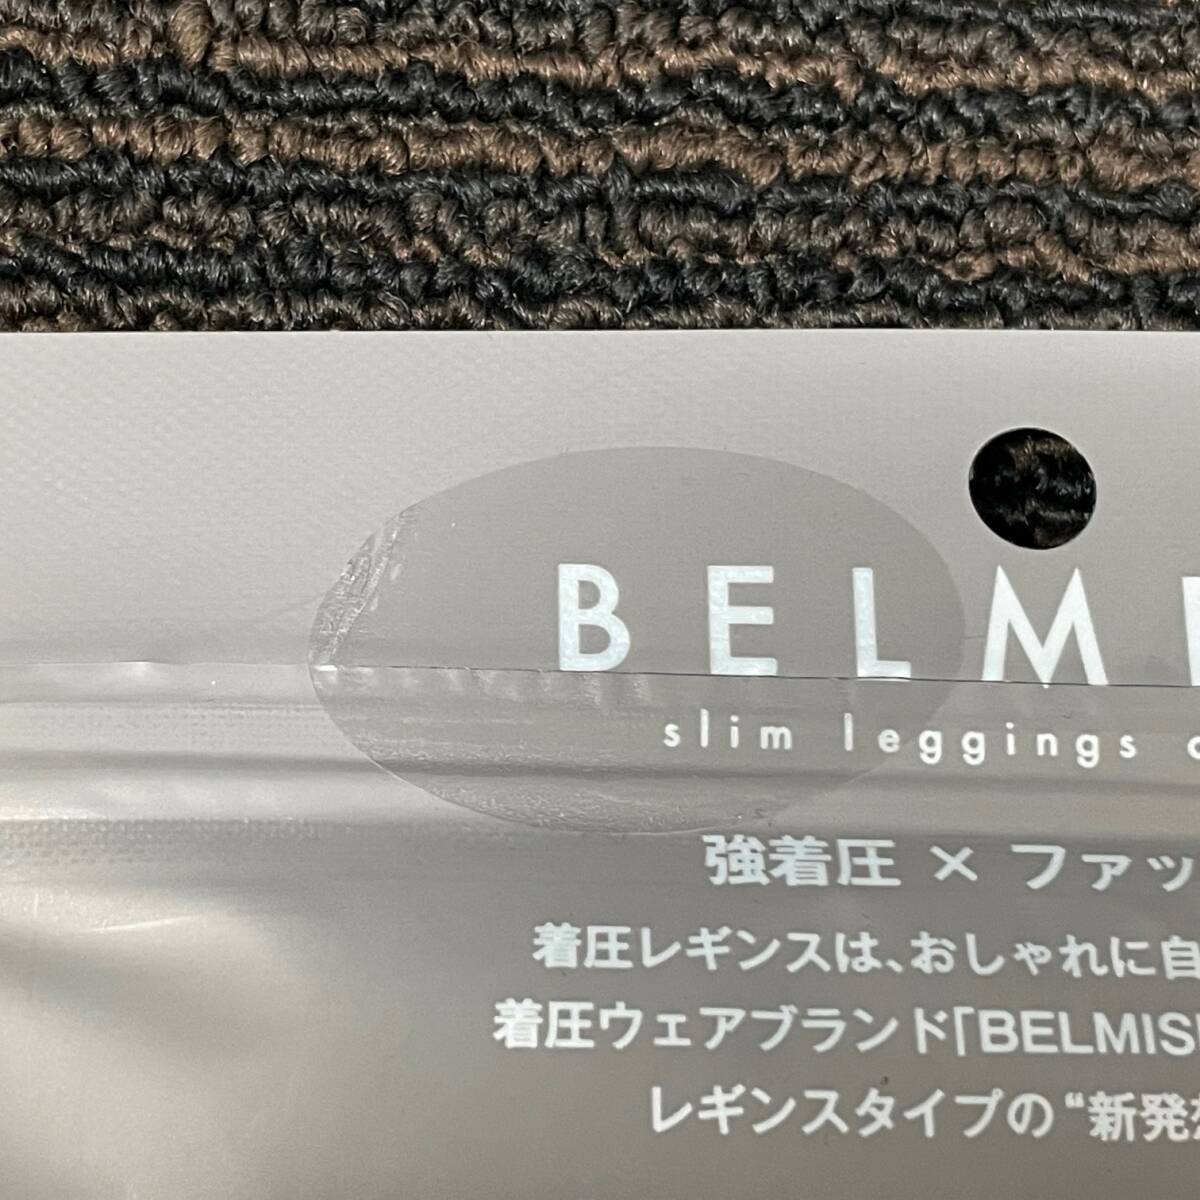 BELM
slim leggings
強着圧 × ファッ
着圧レギンスは、おしゃれに自
着圧ウェアブランド「BELMIS
レギンスタイプの“新発